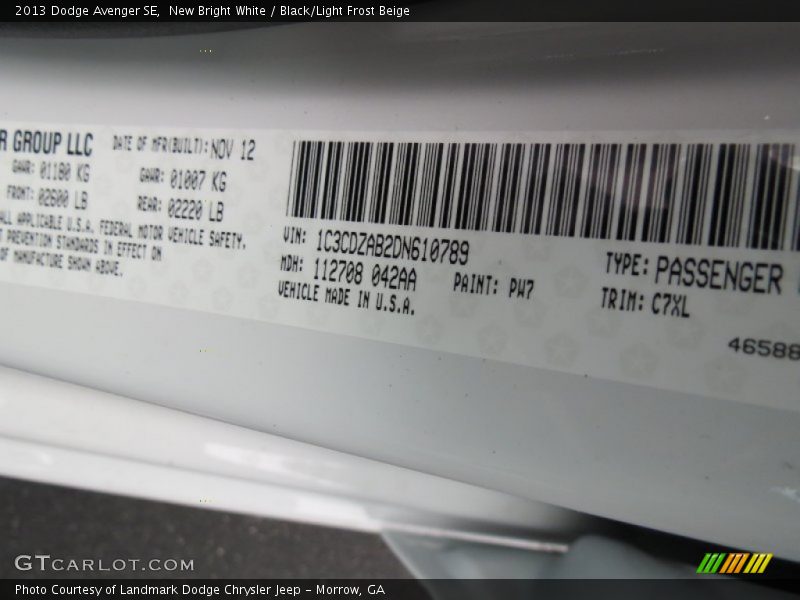 2013 Dodge Avenger SE,  New Bright White / Black/Light Frost Beige
R GROUP LLC
DATE OF MFR(BUILT): NOV 12
GAWR: 01180 KG
GAWR: 01007 KG
FRONT: 02600 LB
REAR: 02220 LB
ALL APPLICABLE U.S.A. FEDERAL MOTOR VEHICLE SAFETY.
T PREVENTION STANDARDS IN EFFECT ON
OF MANUFACTURE SHOWN ABOVE.
VIN: 1C3CDZAB2DN610789
TYPE: PASSENGER
MDH: 112708 042AA
PAINT: PW7
TRIM: C7XL
VEHICLE MADE IN U.S.A.
46588
GTCARLOT.COM
Photo Courtesy of Landmark Dodge Chrysler Jeep - Morrow, GA